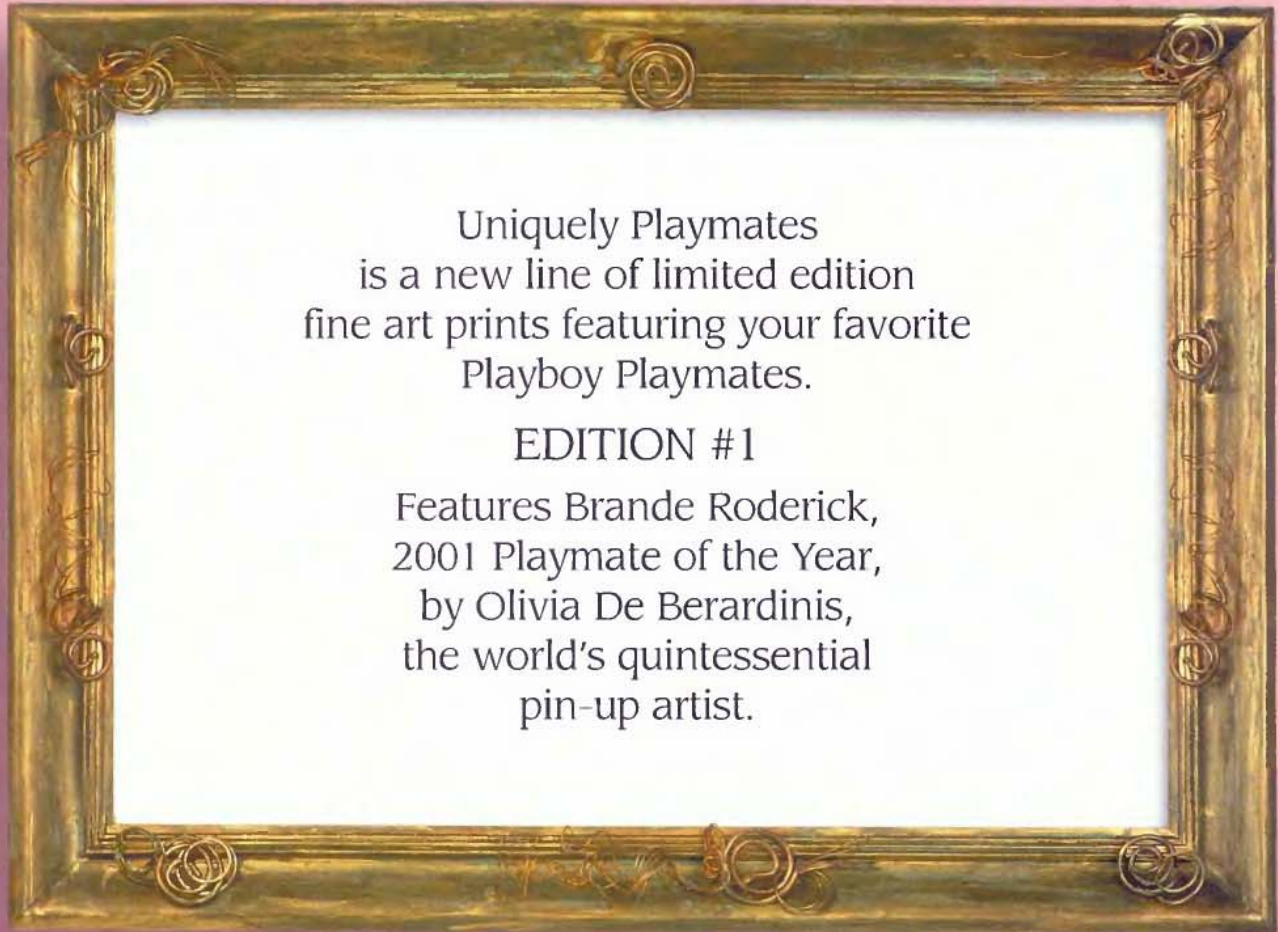 Uniquely Playmates
is a new line of limited edition
fine art prints featuring your favorite
Playboy Playmates.
EDITION #1
Features Brande Roderick,
2001 Playmate of the Year,
by Olivia De Berardinis,
the world's quintessential
pin-up artist.